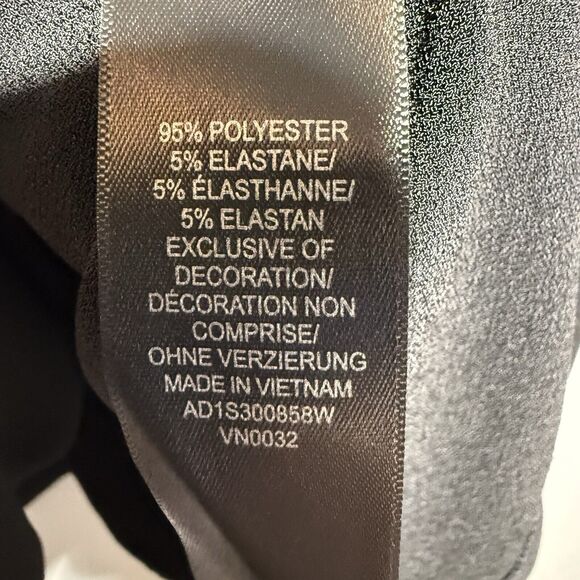 95% POLYESTER
5% ELASTANE/
5% ÉLASTHANNE/
5% ELASTAN
EXCLUSIVE OF
DECORATION/
DÉCORATION NON
COMPRISE/
OHNE VERZIERUNG
MADE IN VIETNAM
AD1S300858W
VN0032